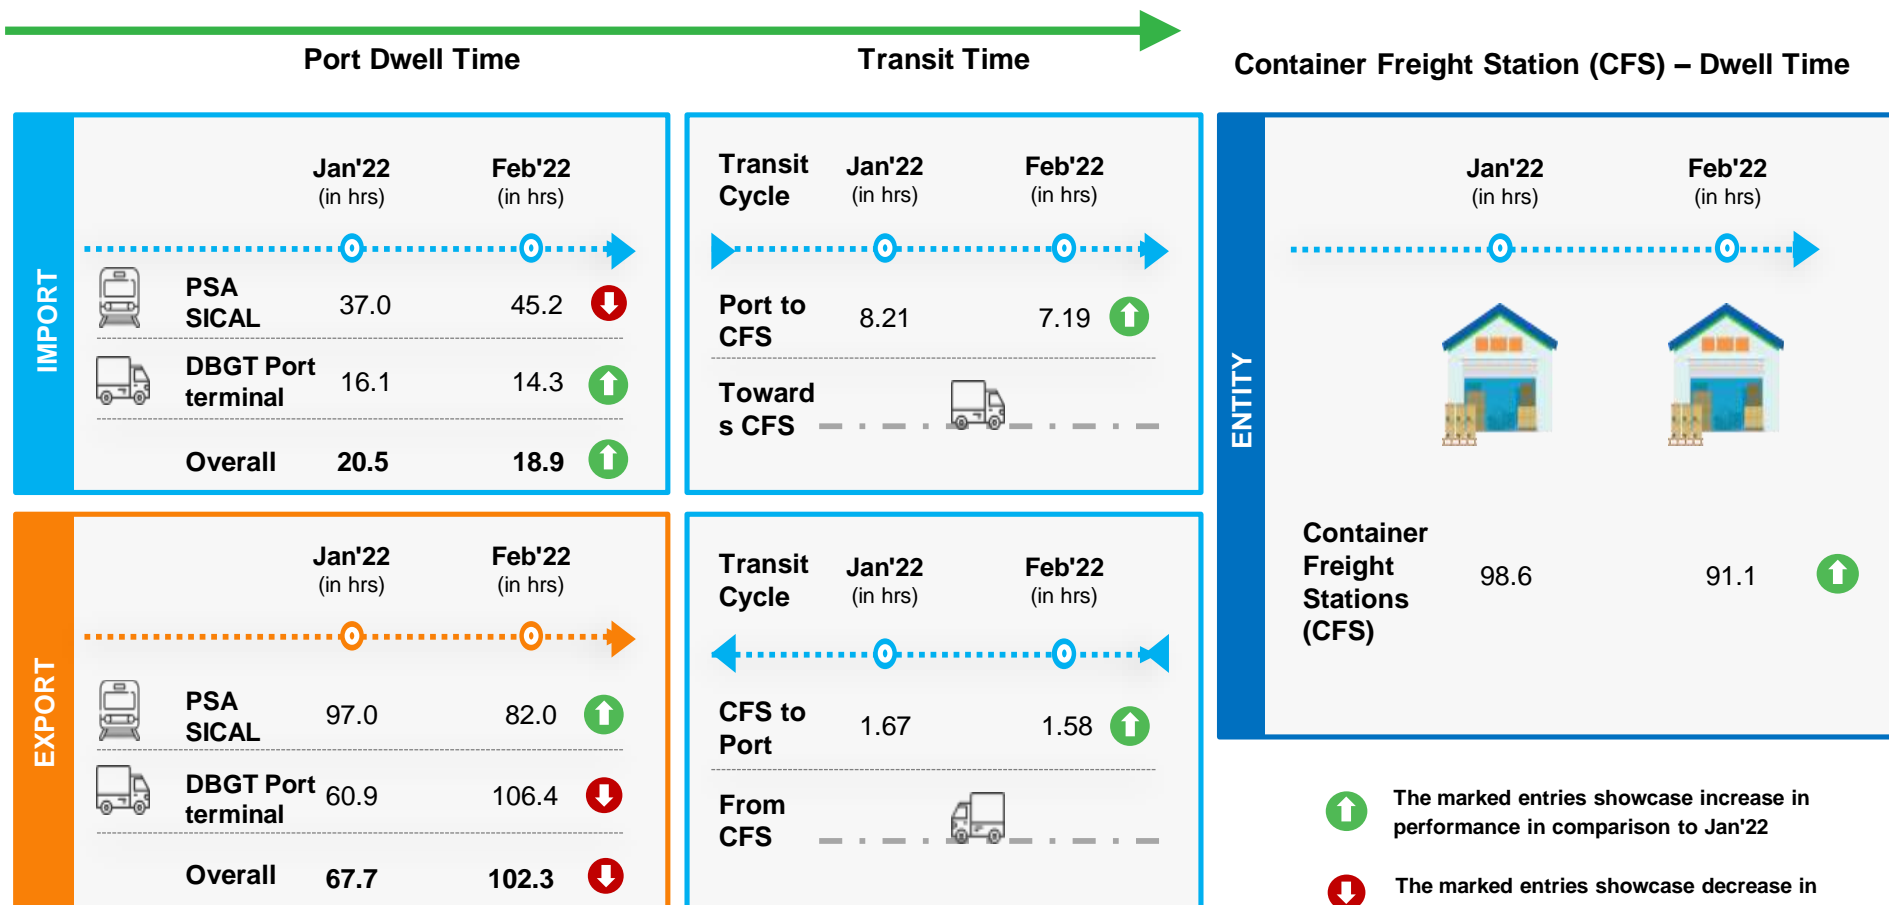 Port Dwell Time
Transit Time
Container Freight Station (CFS) – Dwell Time
IMPORT
Jan'22
(in hrs)
Feb'22
(in hrs)
PSA
SICAL
37.0
45.2
DBGT Port
terminal
16.1
14.3
Overall
20.5
18.9
Transit
Cycle
Jan'22
(in hrs)
Feb'22
(in hrs)
Port to
CFS
8.21
7.19
Toward
s CFS
ENTITY
Jan'22
(in hrs)
Feb'22
(in hrs)
Container
Freight
Stations
(CFS)
98.6
91.1
EXPORT
Jan'22
(in hrs)
Feb'22
(in hrs)
PSA
SICAL
97.0
82.0
DBGT Port
terminal
60.9
106.4
Overall
67.7
102.3
Transit
Cycle
Jan'22
(in hrs)
Feb'22
(in hrs)
CFS to
Port
1.67
1.58
From
CFS
The marked entries showcase increase in
performance in comparison to Jan'22
The marked entries showcase decrease in